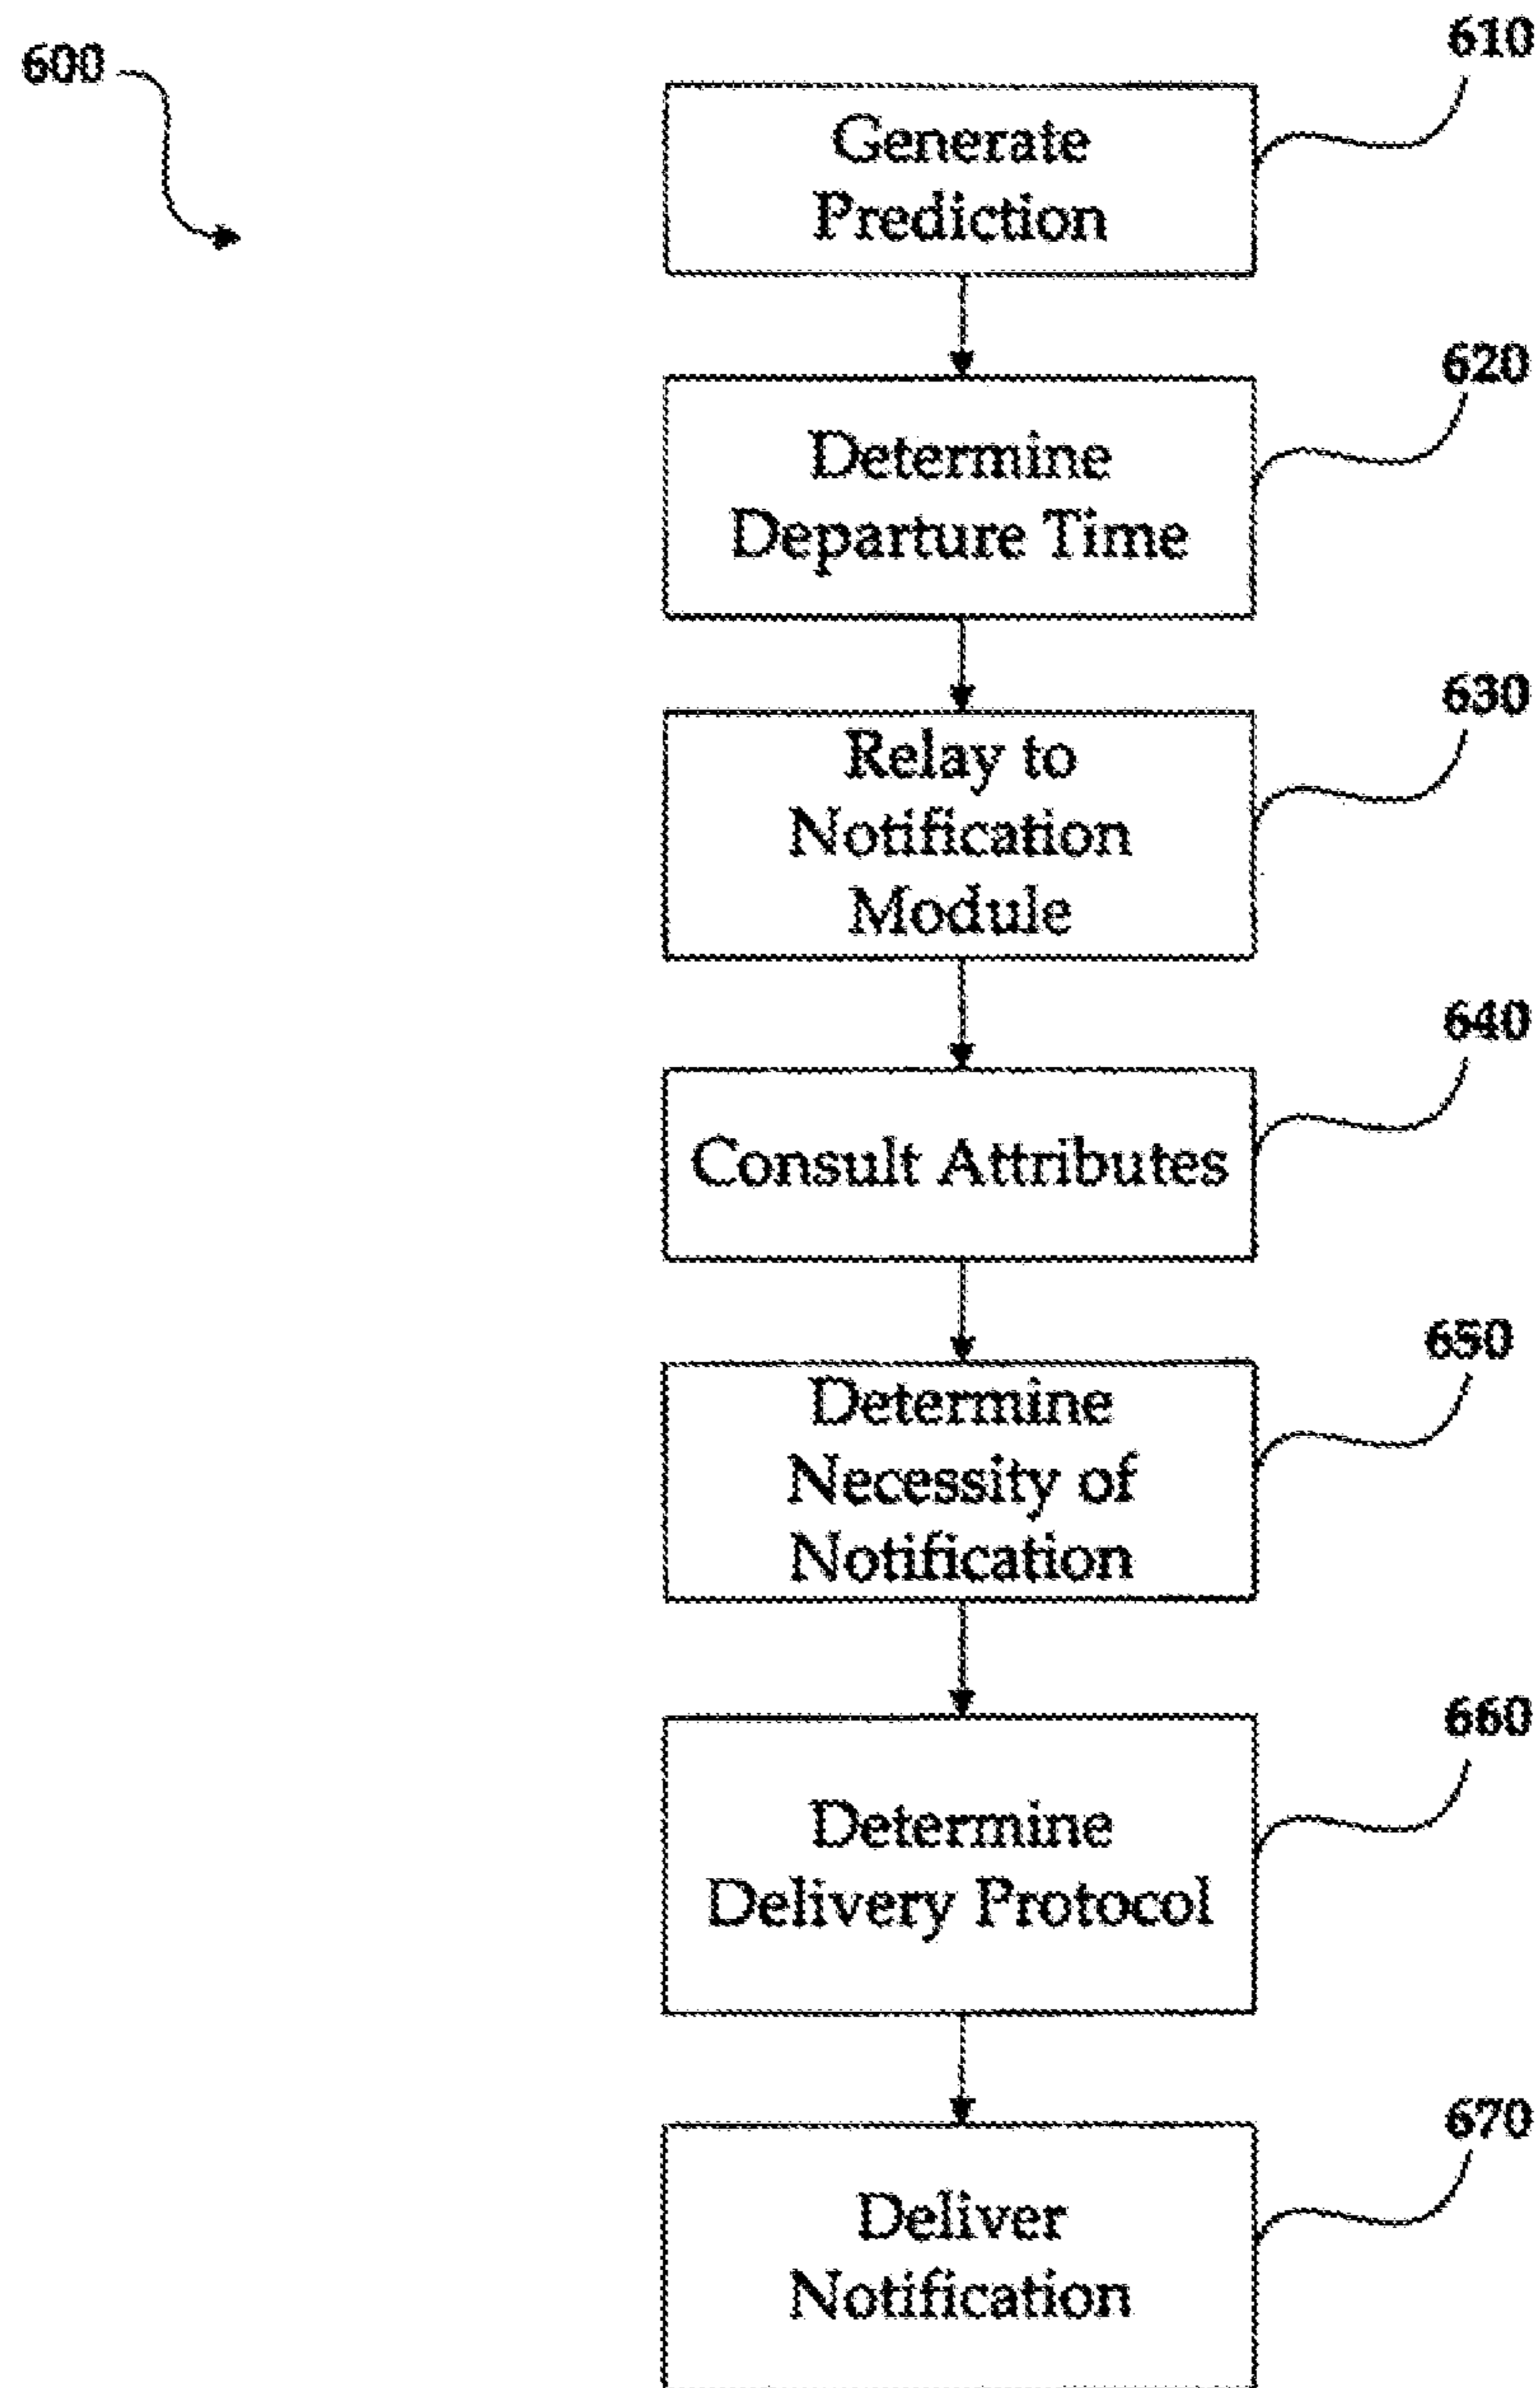 600
610
Generate
Prediction
620
Determine
Departure Time
630
Relay to
Notification
Module
640
Consult Attributes
650
Determine
Necessity of
Notification
660
Determine
Delivery Protocol
670
Deliver
Notification